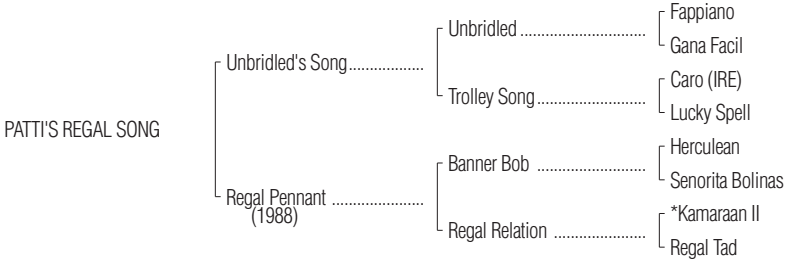 Fappiano
Unbridled ..............................
Gana Facil
Unbridled's Song..................
Caro (IRE)
Trolley Song..........................
Lucky Spell
PATTI'S REGAL SONG
Herculean
Banner Bob ..........................
Senorita Bolinas
Regal Pennant ......................
(1988)
*Kamaraan II
Regal Relation ......................
Regal Tad